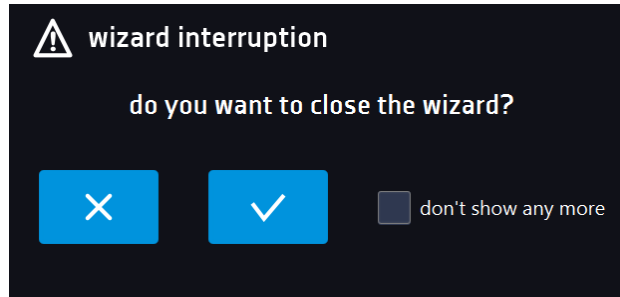 wizard interruption
do you want to close the wizard?
don't show any more